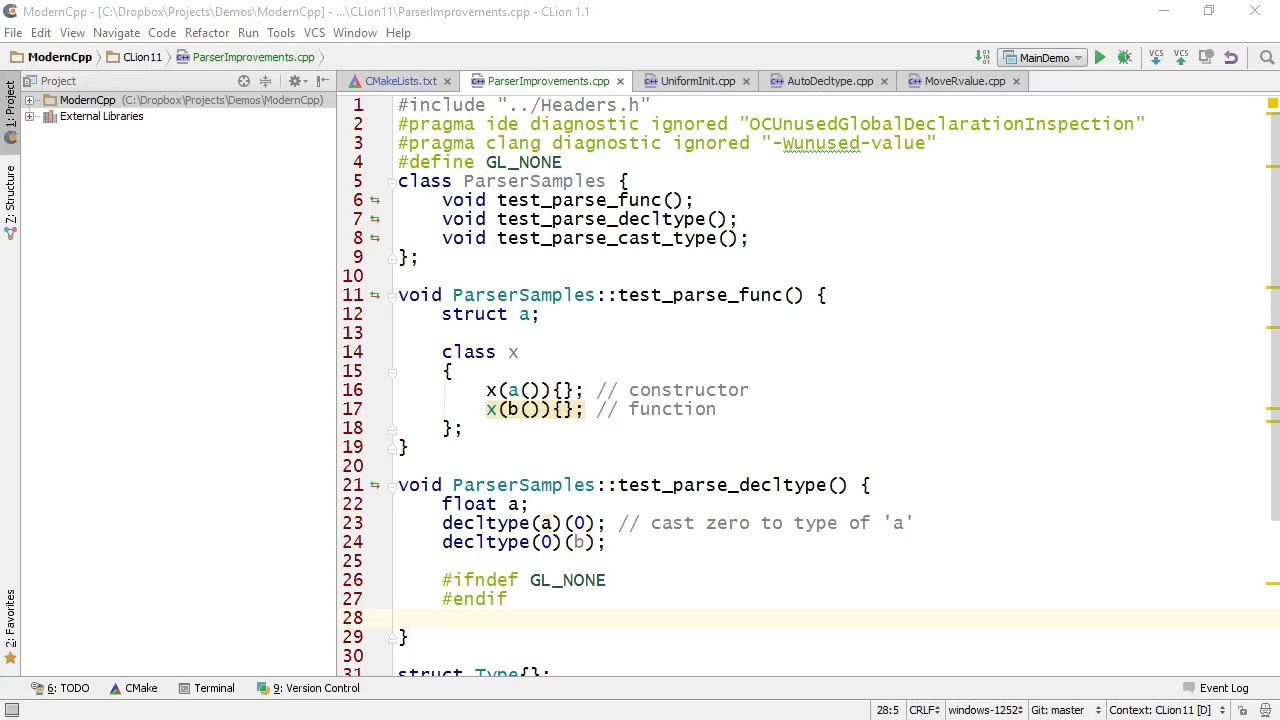 ModernCpp - [C:\Dropbox\Projects\Demos\ModernCpp] - ...\CLion11\ParserImprovements.cpp - CLion 1.1
File Edit View Navigate Code Refactor Run Tools VCS Window Help
ModernCpp CLion11 ParserImprovements.cpp MainDemo VCS VCS
Project CMakeLists.txt ParserImprovements.cpp UniformInit.cpp AutoDecltype.cpp MoveRvalue.cpp
1: Project
Z: Structure
2: Favorites
ModernCpp (C:\Dropbox\Projects\Demos\ModernCpp)
External Libraries
1 #include "../Headers.h"
2 #pragma ide diagnostic ignored "OCUnusedGlobalDeclarationInspection"
3 #pragma clang diagnostic ignored "-Wunused-value"
4 #define GL_NONE
5 class ParserSamples {
6 void test_parse_func();
7 void test_parse_decltype();
8 void test_parse_cast_type();
9 };
10
11 void ParserSamples::test_parse_func() {
12 struct a;
13
14 class x
15 {
16 x(a()){}; // constructor
17 x(b()){}; // function
18 };
19 }
20
21 void ParserSamples::test_parse_decltype() {
22 float a;
23 decltype(a)(0); // cast zero to type of 'a'
24 decltype(0)(b);
25
26 #ifndef GL_NONE
27 #endif
28
29 }
30
31 struct Type{};
6: TODO CMake Terminal 9: Version Control Event Log
28:5 CRLF windows-1252 Git: master Context: CLion11 [D]